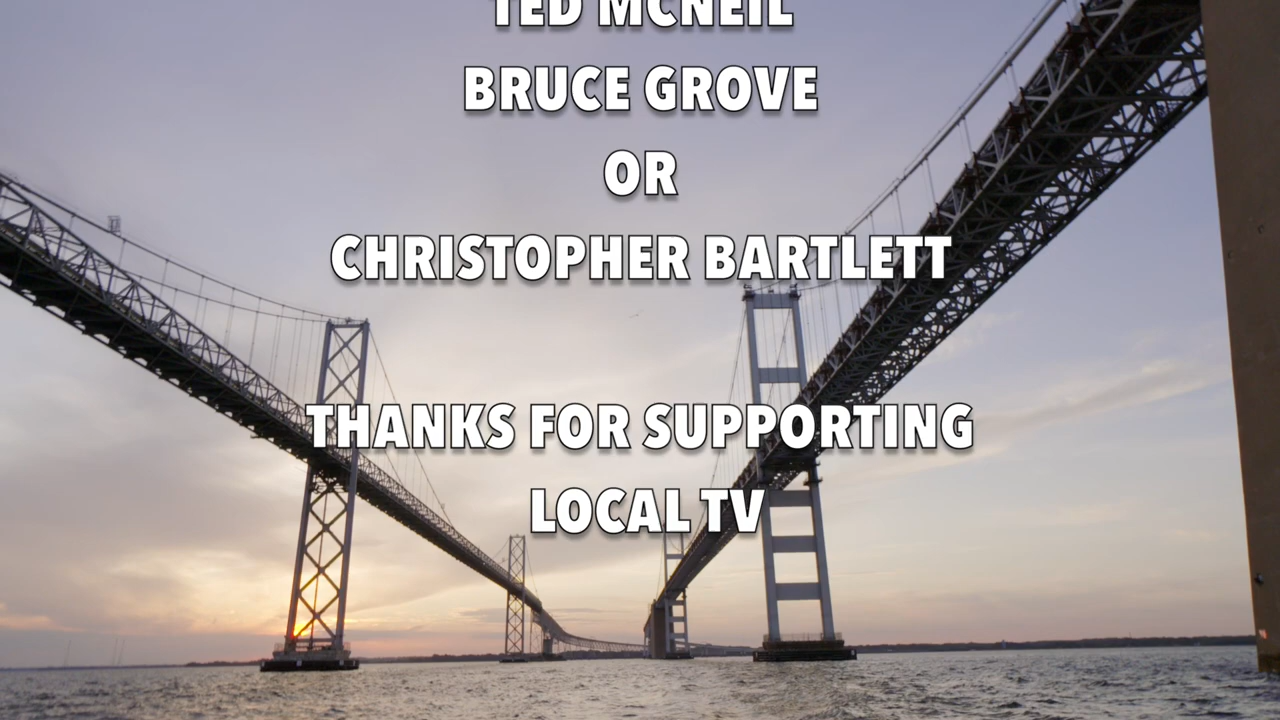 TED MCNEIL
BRUCE GROVE
OR
CHRISTOPHER BARTLETT
THANKS FOR SUPPORTING
LOCAL TV